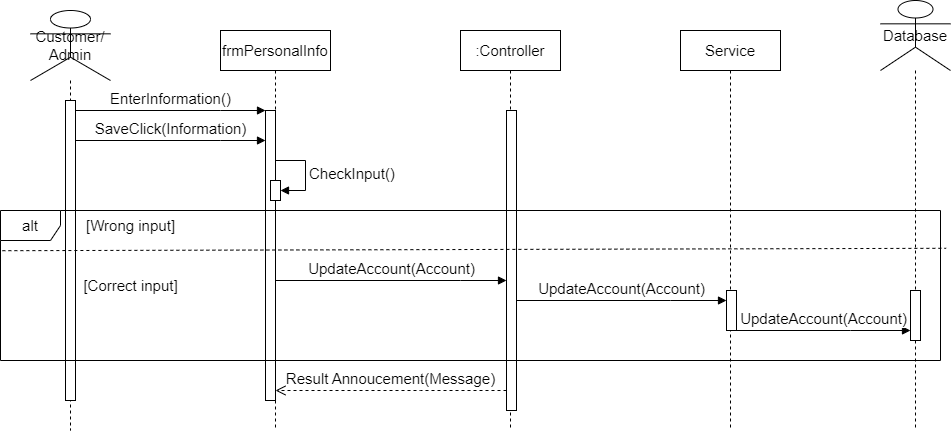 Customer/
Admin
frmPersonalInfo
:Controller
Service
Database
EnterInformation()
SaveClick(Information)
CheckInput()
alt
[Wrong input]
[Correct input]
UpdateAccount(Account)
UpdateAccount(Account)
UpdateAccount(Account)
Result Annoucement(Message)